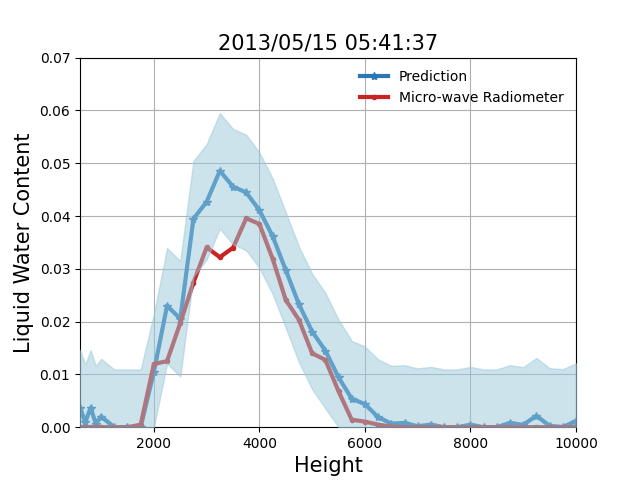 2013/05/15 05:41:37
Prediction
Micro-wave Radiometer
Liquid Water Content
0.07
0.06
0.05
0.04
0.03
0.02
0.01
0.00
2000 4000 6000 8000 10000
Height